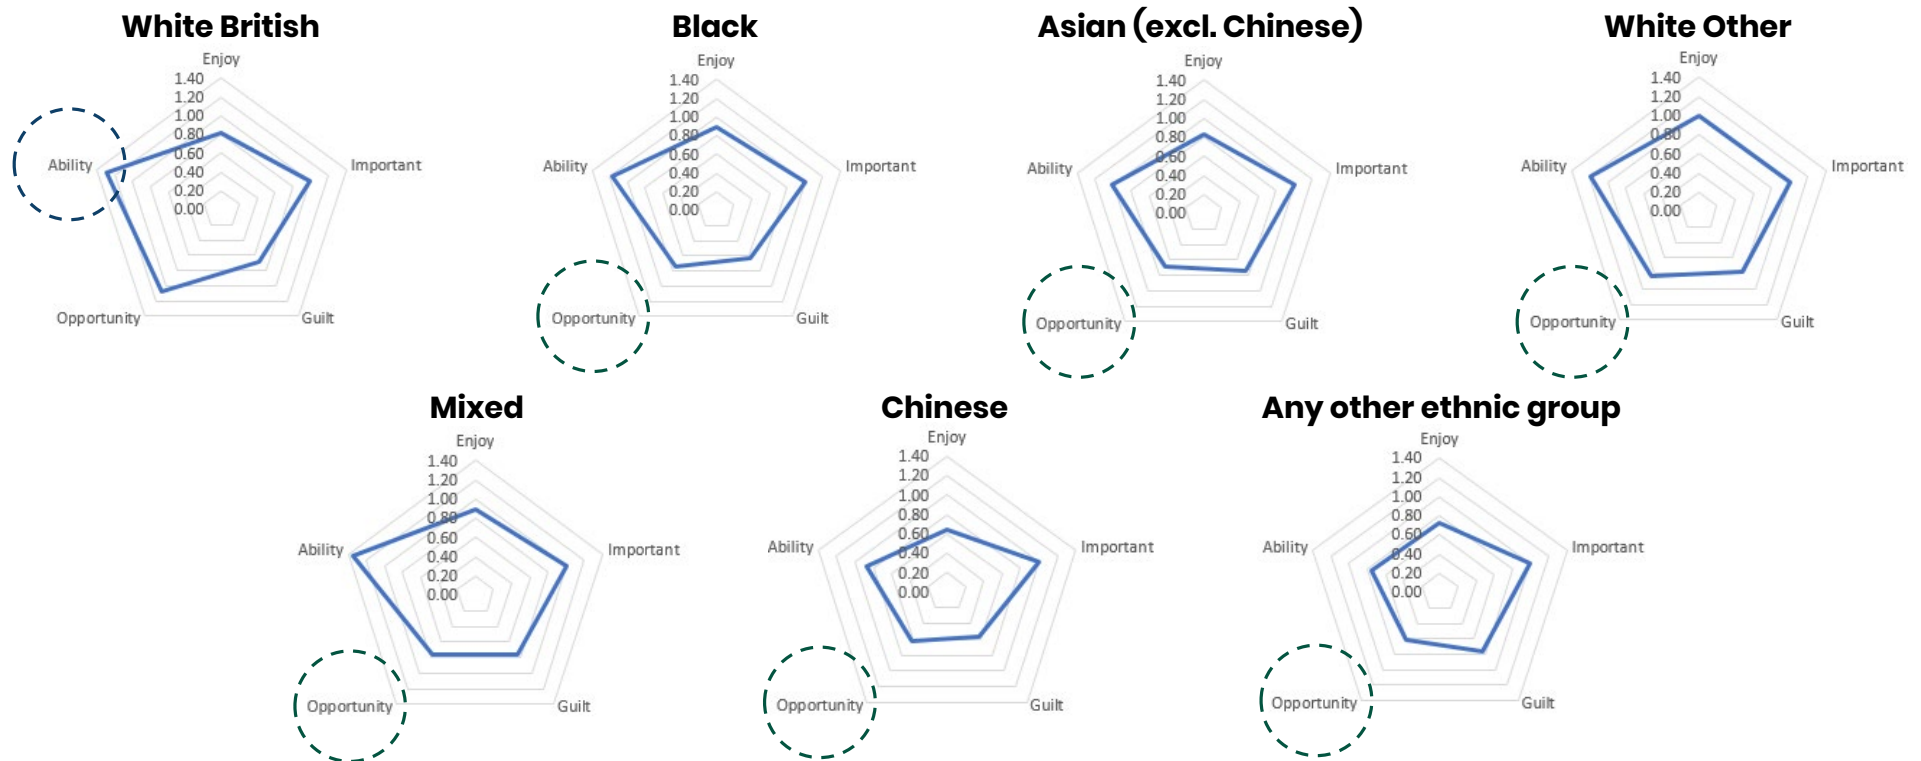 White British
Enjoy
1.40
1.20
1.00
0.80
0.60
0.40
0.20
0.00
Ability
Important
Opportunity
Guilt
Black
Enjoy
1.40
1.20
1.00
0.80
0.60
0.40
0.20
0.00
Ability
Important
Opportunity
Guilt
Asian (excl. Chinese)
Enjoy
1.40
1.20
1.00
0.80
0.60
0.40
0.20
0.00
Ability
Important
Opportunity
Guilt
White Other
Enjoy
1.40
1.20
1.00
0.80
0.60
0.40
0.20
0.00
Ability
Important
Opportunity
Guilt
Mixed
Enjoy
1.40
1.20
1.00
0.80
0.60
0.40
0.20
0.00
Ability
Important
Opportunity
Guilt
Chinese
Enjoy
1.40
1.20
1.00
0.80
0.60
0.40
0.20
0.00
Ability
Important
Opportunity
Guilt
Any other ethnic group
Enjoy
1.40
1.20
1.00
0.80
0.60
0.40
0.20
0.00
Ability
Important
Opportunity
Guilt